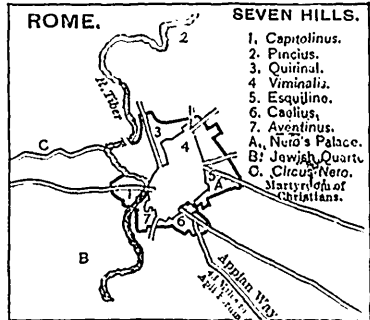 ROME.
SEVEN HILLS.
1, Capitolinus.
2; Pincius,
3; Quirinal.
4 Viminalis.
5; Esquiline.
6; Caelius,
7. Aventinus.
A, Nero's Palace.
B; Jewish Quart.
C, Circus Nero.
Martyrdom of
Christians.
2
R. Tiber
3
4
C
5
A
1
7
6
B
Appian Way